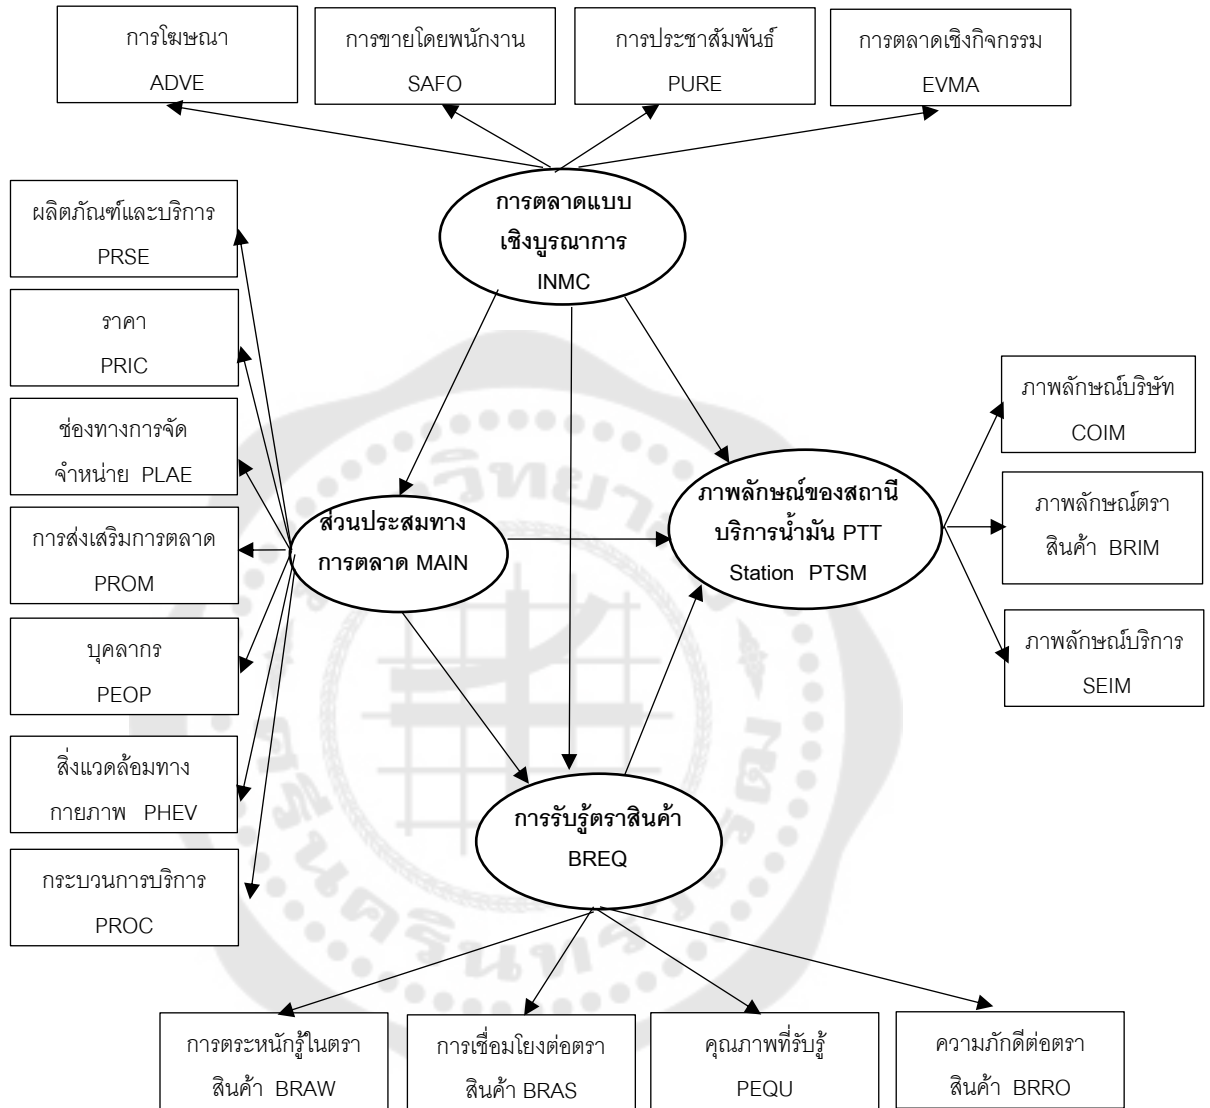 การโฆษณา
ADVE
การขายโดยพนักงาน
SAFO
การประชาสัมพันธ์
PURE
การตลาดเชิงกิจกรรม
EVMA
การตลาดแบบ
เชิงบูรณาการ
INMC
ผลิตภัณฑ์และบริการ
PRSE
ราคา
PRIC
ช่องทางการจัด
จำหน่าย PLAE
การส่งเสริมการตลาด
PROM
บุคลากร
PEOP
สิ่งแวดล้อมทาง
กายภาพ PHEV
กระบวนการบริการ
PROC
ส่วนประสมทาง
การตลาด MAIN
ภาพลักษณ์ของสถานี
บริการน้ำมัน PTT
Station PTSM
ภาพลักษณ์บริษัท
COIM
ภาพลักษณ์ตรา
สินค้า BRIM
ภาพลักษณ์บริการ
SEIM
การรับรู้ตราสินค้า
BREQ
การตระหนักรู้ในตรา
สินค้า BRAW
การเชื่อมโยงต่อตรา
สินค้า BRAS
คุณภาพที่รับรู้
PEQU
ความภักดีต่อตรา
สินค้า BRRO